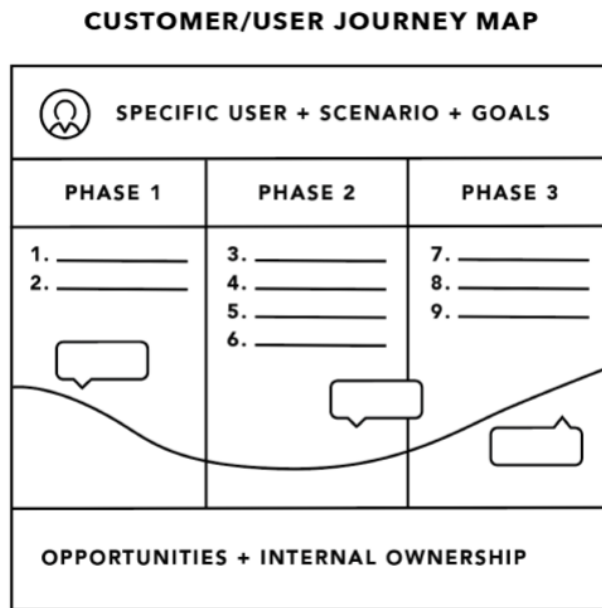 CUSTOMER/USER JOURNEY MAP
SPECIFIC USER + SCENARIO + GOALS
PHASE 1
PHASE 2
PHASE 3
1.
2.
3.
4.
5.
6.
7.
8.
9.
OPPORTUNITIES + INTERNAL OWNERSHIP